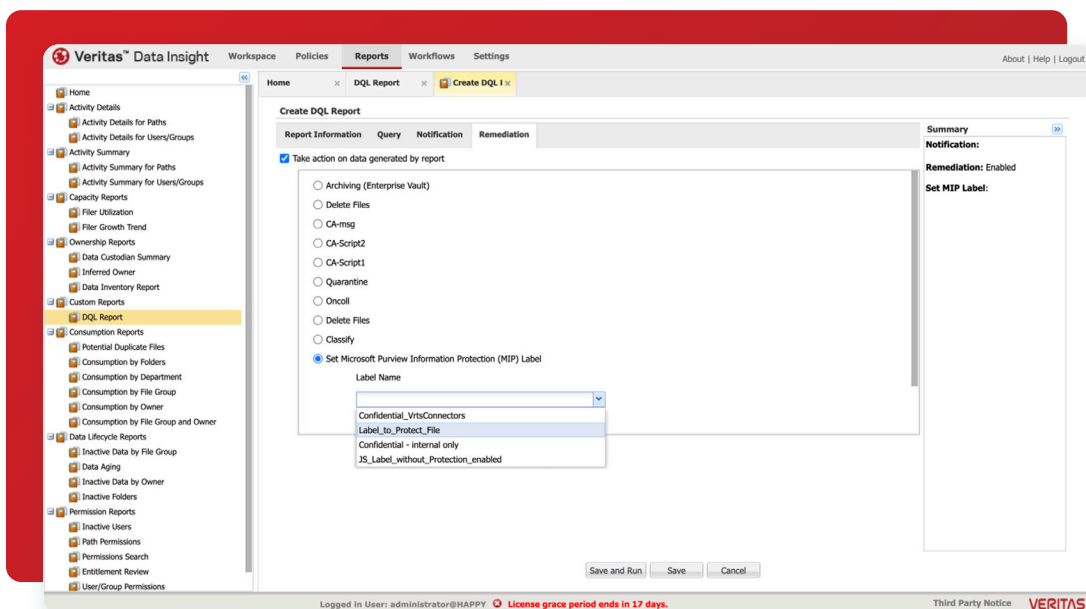 Veritas™ Data Insight Workspace Policies Reports Workflows Settings
About | Help | Logout
Home
Activity Details
Activity Details for Paths
Activity Details for Users/Groups
Activity Summary
Activity Summary for Paths
Activity Summary for Users/Groups
Capacity Reports
Filer Utilization
Filer Growth Trend
Ownership Reports
Data Custodian Summary
Inferred Owner
Data Inventory Report
Custom Reports
DQL Report
Consumption Reports
Potential Duplicate Files
Consumption by Folders
Consumption by Department
Consumption by File Group
Consumption by Owner
Consumption by File Group and Owner
Data Lifecycle Reports
Inactive Data by File Group
Data Aging
Inactive Data by Owner
Inactive Folders
Permission Reports
Inactive Users
Path Permissions
Permissions Search
Entitlement Review
User/Group Permissions
Home x DQL Report x Create DQL I x
Create DQL Report
Report Information Query Notification Remediation
Take action on data generated by report
Archiving (Enterprise Vault)
Delete Files
CA-msg
CA-Script2
CA-Script1
Quarantine
Oncoll
Delete Files
Classify
Set Microsoft Purview Information Protection (MIP) Label
Label Name
Confidential_VrtsConnectors
Label_to_Protect_File
Confidential - internal only
JS_Label_without_Protection_enabled
Save and Run Save Cancel
Summary
Notification:
Remediation: Enabled
Set MIP Label:
Logged in User: administrator@HAPPY License grace period ends in 17 days.
Third Party Notice VERITAS